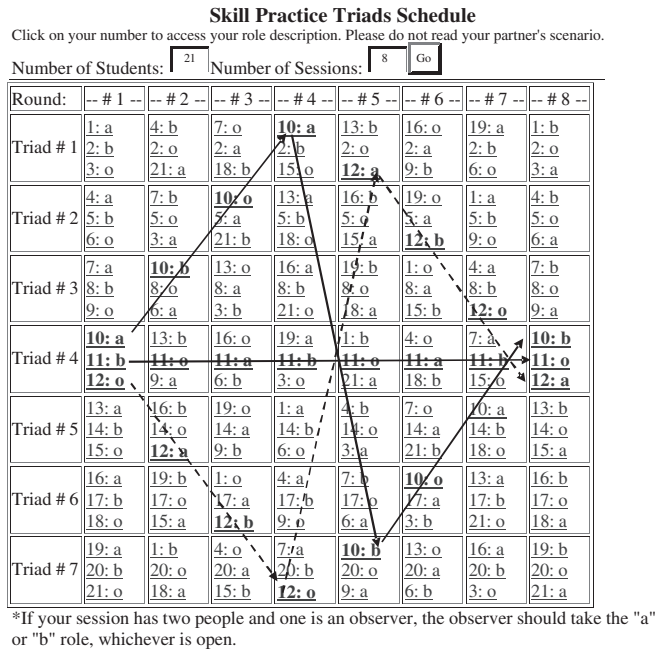 Skill Practice Triads Schedule
Click on your number to access your role description. Please do not read your partner's scenario.
Number of Students: 21 Number of Sessions: 8 Go
Round: -- # 1 -- -- # 2 -- -- # 3 -- -- # 4 -- -- # 5 -- -- # 6 -- -- # 7 -- -- # 8 --
1: a 4: b 7: o 10: a 13: b 16: o 19: a 1: b
Triad # 1 2: b 2: o 2: a 2: b 2: o 2: a 2: b 2: o
3: o 21: a 18: b 15: o 12: a 9: b 6: o 3: a
4: a 7: b 10: o 13: a 16: b 19: o 1: a 4: b
Triad # 2 5: b 5: o 5: a 5: b 5: o 5: a 5: b 5: o
6: o 3: a 21: b 18: o 15: a 12: b 9: o 6: a
7: a 10: b 13: o 16: a 19: b 1: o 4: a 7: b
Triad # 3 8: b 8: o 8: a 8: b 8: o 8: a 8: b 8: o
9: o 6: a 3: b 21: o 18: a 15: b 12: o 9: a
10: a 13: b 16: o 19: a 1: b 4: o 7: a 10: b
Triad # 4 11: b 11: o 11: a 11: b 11: o 11: a 11: b 11: o
12: o 9: a 6: b 3: o 21: a 18: b 15: o 12: a
13: a 16: b 19: o 1: a 4: b 7: o 10: a 13: b
Triad # 5 14: b 14: o 14: a 14: b 14: o 14: a 14: b 14: o
15: o 12: a 9: b 6: o 3: a 21: b 18: o 15: a
16: a 19: b 1: o 4: a 7: b 10: o 13: a 16: b
Triad # 6 17: b 17: o 17: a 17: b 17: o 17: a 17: b 17: o
18: o 15: a 12: b 9: o 6: a 3: b 21: o 18: a
19: a 1: b 4: o 7: a 10: b 13: o 16: a 19: b
Triad # 7 20: b 20: o 20: a 20: b 20: o 20: a 20: b 20: o
21: o 18: a 15: b 12: o 9: a 6: b 3: o 21: a
*If your session has two people and one is an observer, the observer should take the "a"
or "b" role, whichever is open.